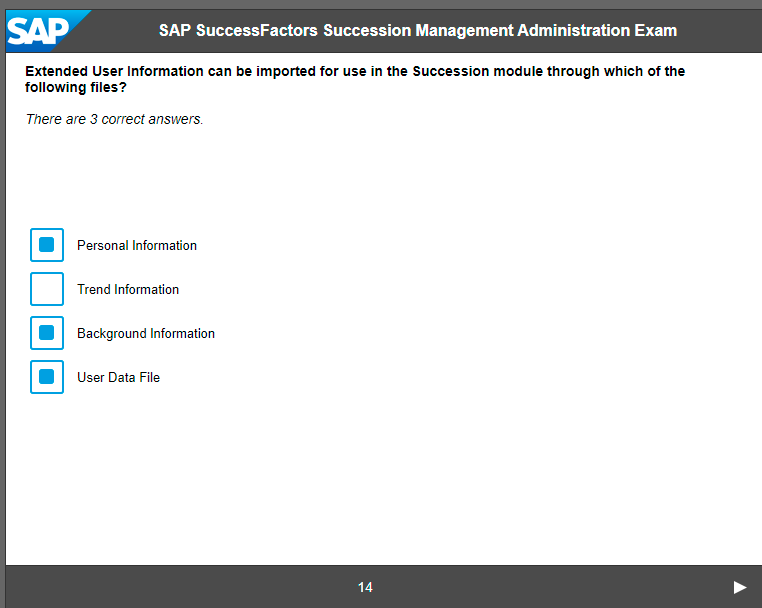 SAP
SAP SuccessFactors Succession Management Administration Exam
Extended User Information can be imported for use in the Succession module through which of the
following files?
There are 3 correct answers.
Personal Information
Trend Information
Background Information
User Data File
14